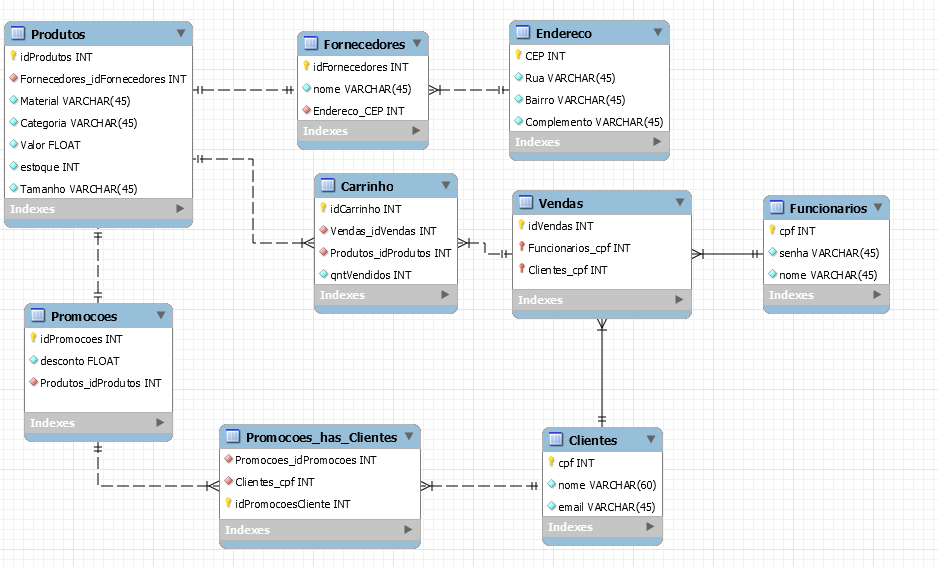 Produtos
idProdutos INT
Fornecedores_idFornecedores INT
Material VARCHAR(45)
Categoria VARCHAR(45)
Valor FLOAT
estoque INT
Tamanho VARCHAR(45)
Indexes
Fornecedores
idFornecedores INT
nome VARCHAR(45)
Endereco_CEP INT
Indexes
Endereco
CEP INT
Rua VARCHAR(45)
Bairro VARCHAR(45)
Complemento VARCHAR(45)
Indexes
Carrinho
idCarrinho INT
Vendas_idVendas INT
Produtos_idProdutos INT
qntVendidos INT
Indexes
Vendas
idVendas INT
Funcionarios_cpf INT
Clientes_cpf INT
Indexes
Funcionarios
cpf INT
senha VARCHAR(45)
nome VARCHAR(45)
Indexes
Promocoes
idPromocoes INT
desconto FLOAT
Produtos_idProdutos INT
Indexes
Promocoes_has_Clientes
Promocoes_idPromocoes INT
Clientes_cpf INT
idPromocoesCliente INT
Indexes
Clientes
cpf INT
nome VARCHAR(60)
email VARCHAR(45)
Indexes